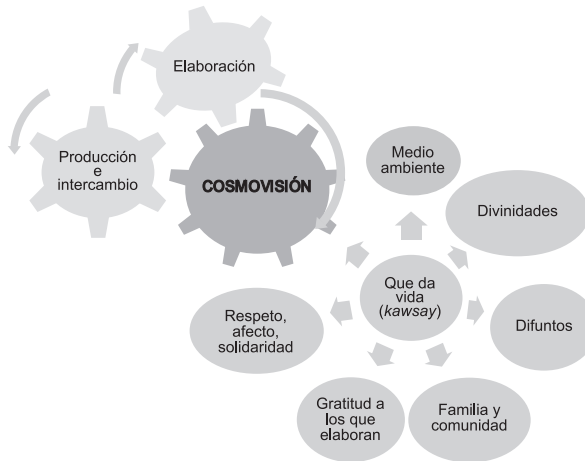 Elaboración
Producción
e
intercambio
COSMOVISIÓN
Medio
ambiente
Divinidades
Que da
vida
(kawsay)
Respeto,
afecto,
solidaridad
Difuntos
Gratitud a
los que
elaboran
Familia y
comunidad